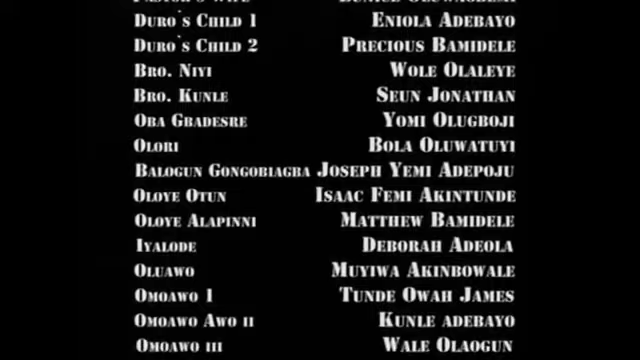 Duro's Child 1 Eniola Adebayo
Duro's Child 2 Precious Bamidele
Bro. Niyi Wole Olaleye
Bro. Kunle Seun Jonathan
Oba Gbadesre Yomi Olugboji
Olori Bola Oluwatuyi
Balogun Gongobiagba Joseph Yemi Adepoju
Oloye Otun Isaac Femi Akintunde
Oloye Alapinni Matthew Bamidele
Iyalode Deborah Adeola
Oluawo Muyiwa Akinbowale
Omoawo 1 Tunde Owah James
Omoawo Awo ii Kunle adebayo
Omoawo iii Wale Olaogun